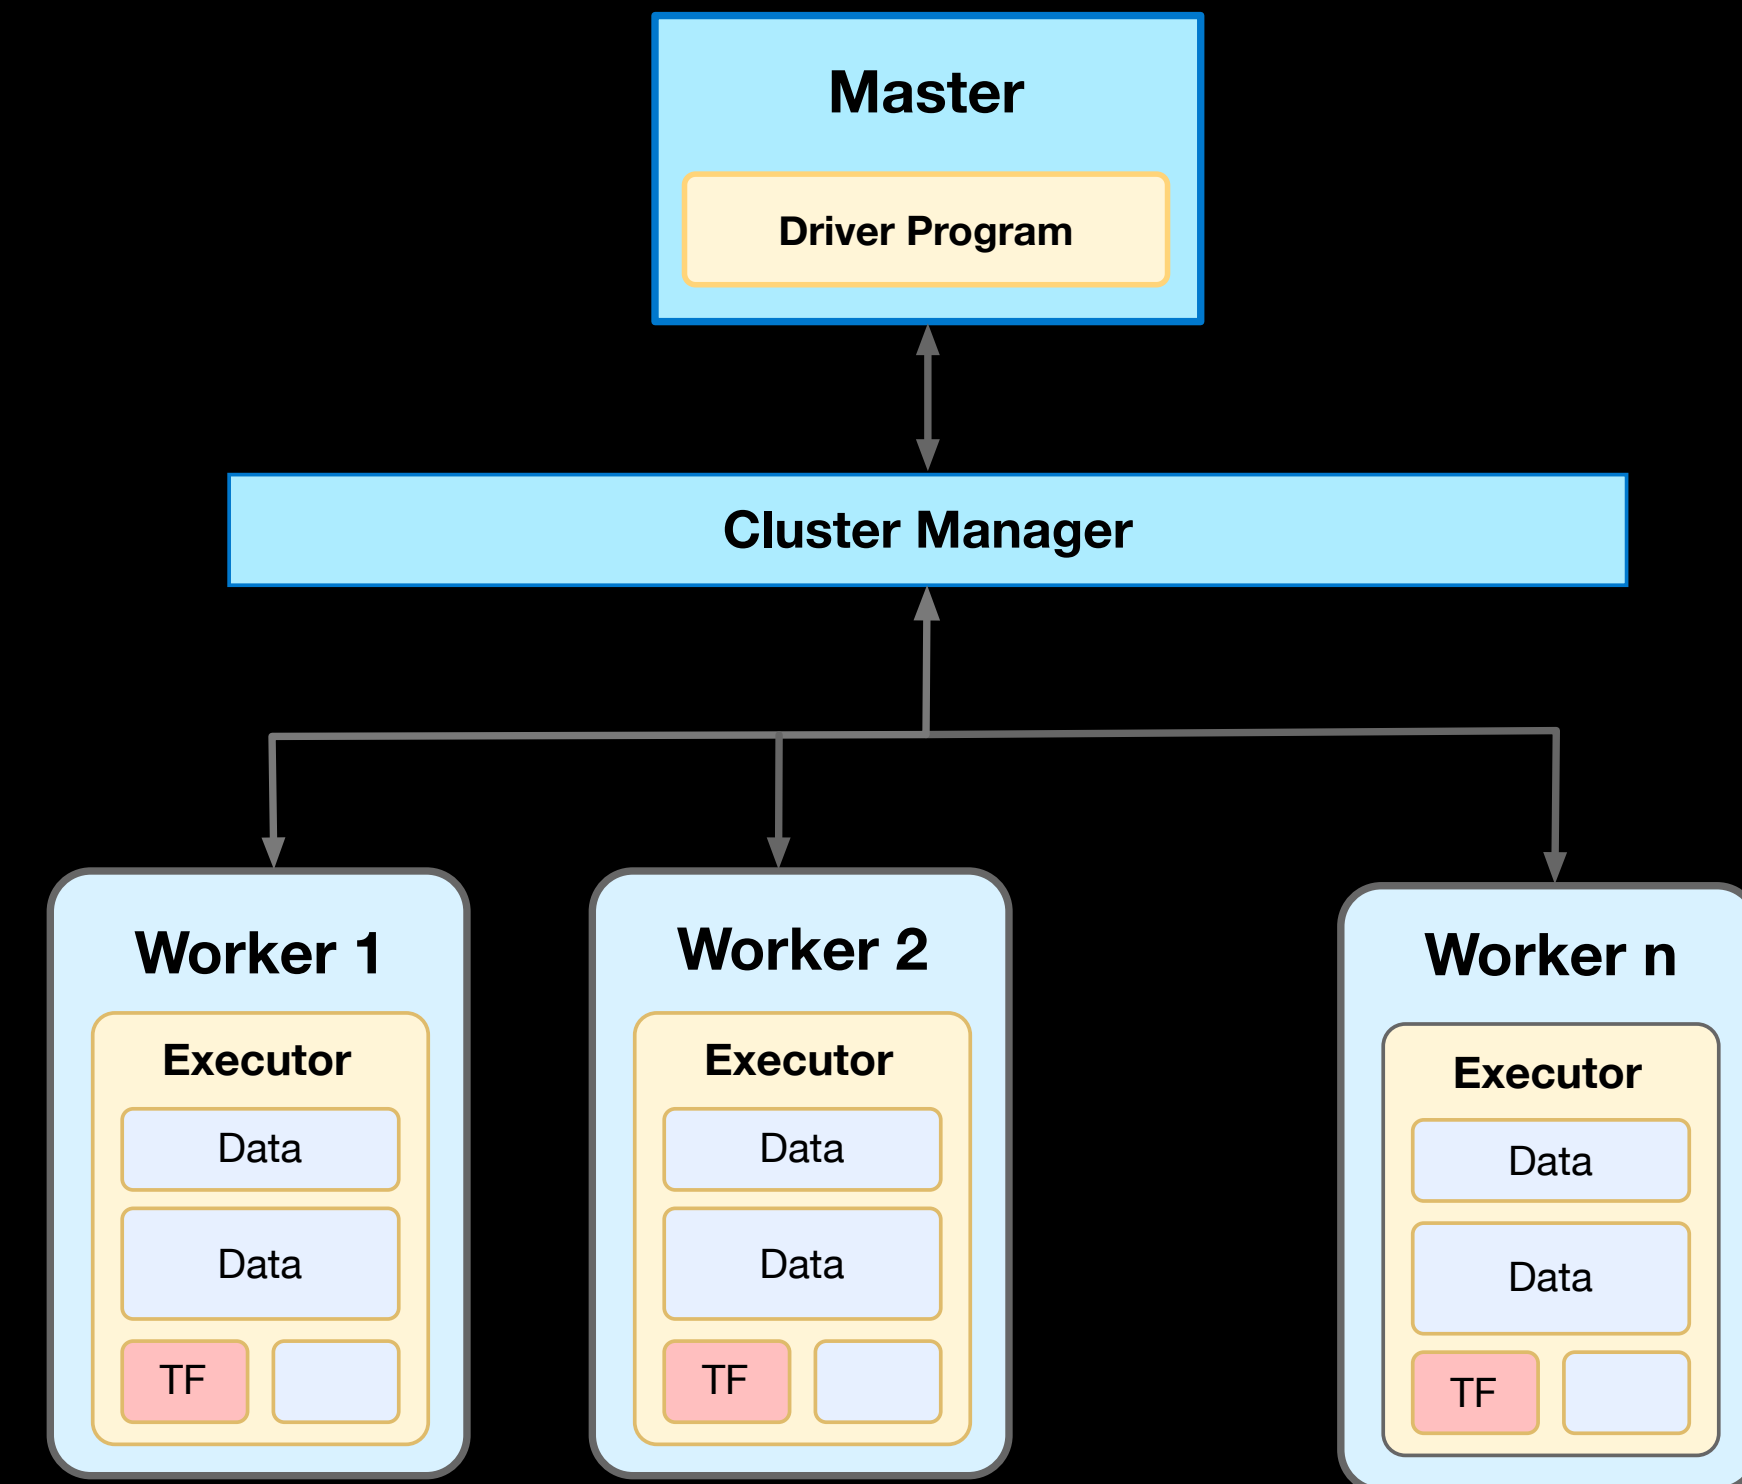 Master
Driver Program
Cluster Manager
Worker 1
Executor
Data
Data
TF
Worker 2
Executor
Data
Data
TF
Worker n
Executor
Data
Data
TF